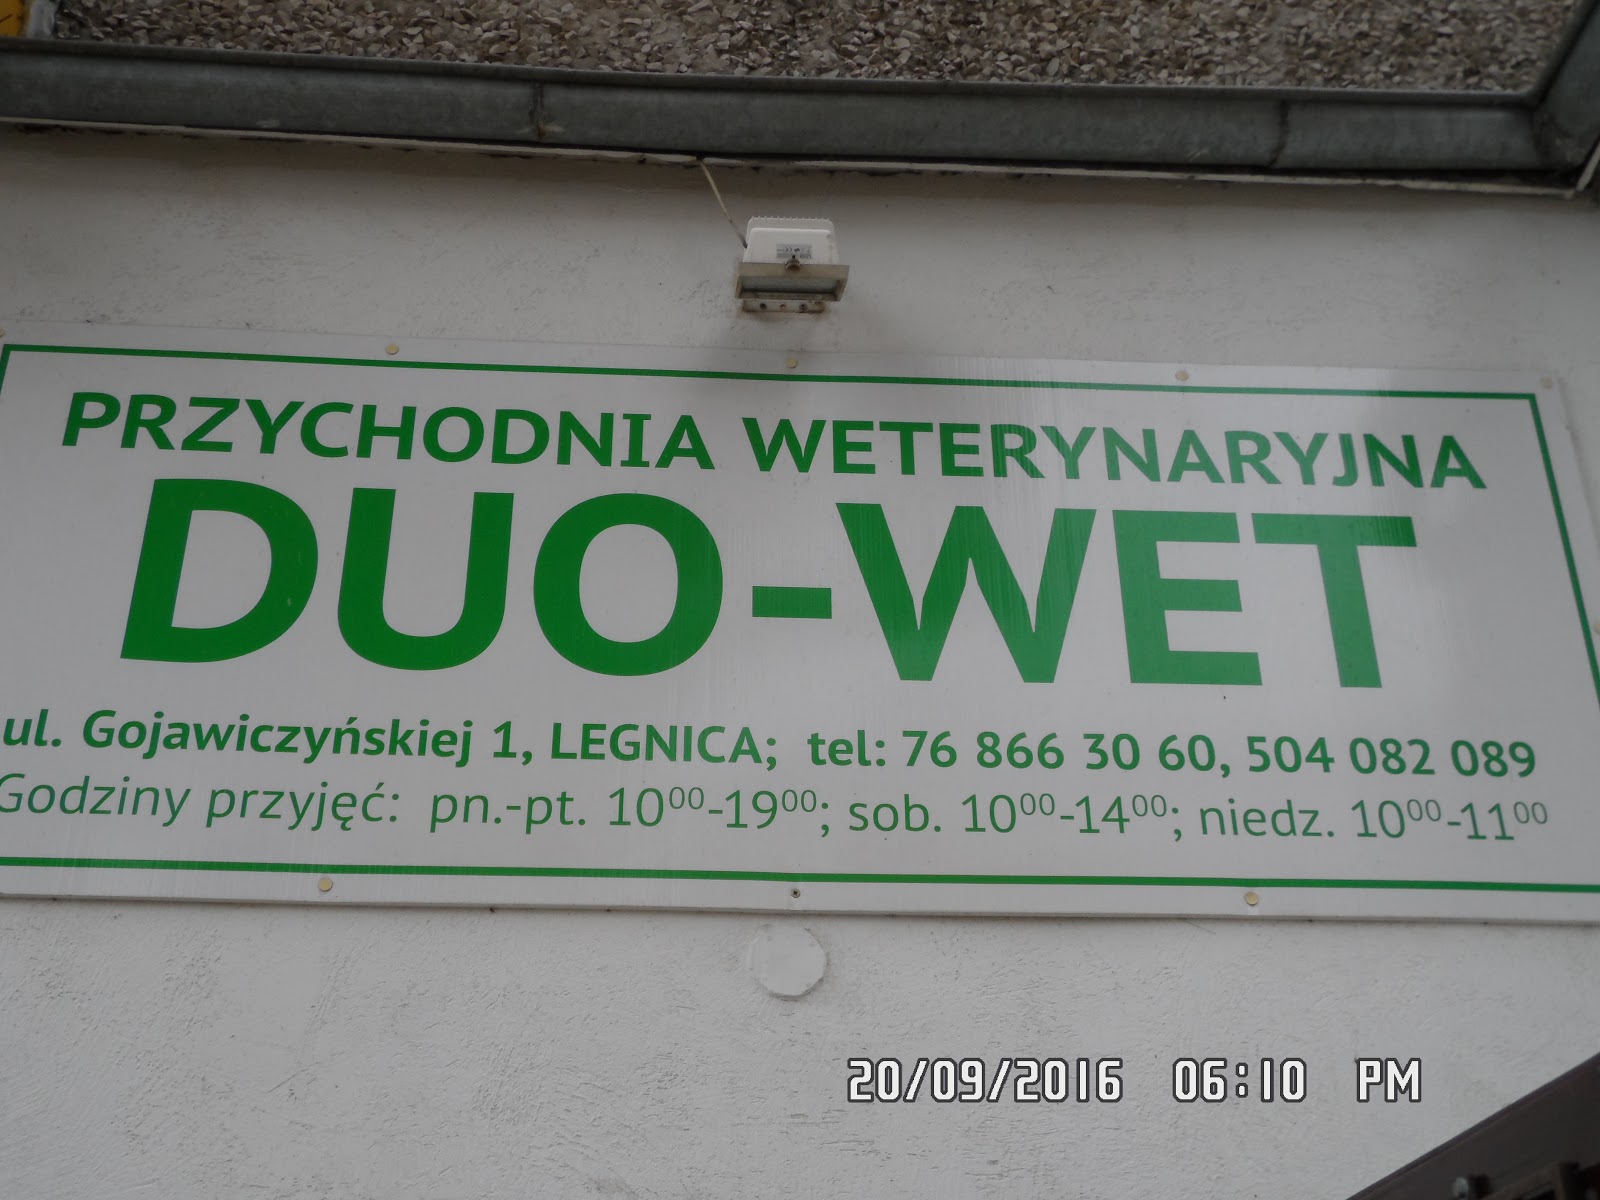 PRZYCHODNIA WETERYNARYJNA
DUO-WET
ul. Gojawiczyńskiej 1, LEGNICA; tel: 76 866 30 60, 504 082 089
Godziny przyjęć: pn.-pt. 10⁰⁰-19⁰⁰; sob. 10⁰⁰-14⁰⁰; niedz. 10⁰⁰-11⁰⁰
20/09/2016 06:10 PM